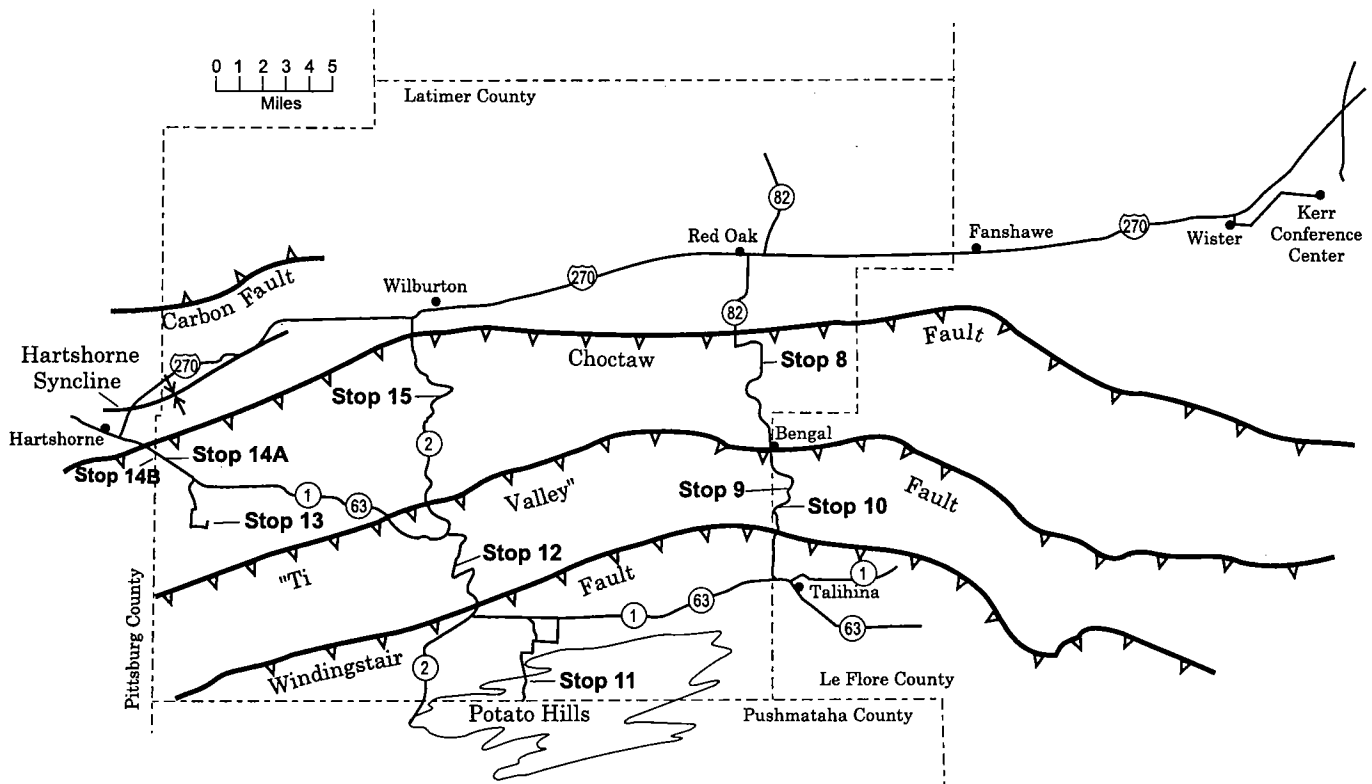 0 1 2 3 4 5
Miles
Latimer County
82
Red Oak
Fanshawe
270
Wister
Kerr
Conference
Center
Wilburton
270
Carbon Fault
82
Choctaw
Fault
Stop 8
Hartshorne
Syncline
270
Stop 15
Hartshorne
Stop 14A
Stop 14B
2
Bengal
Valley"
Stop 9
Fault
1
63
Stop 10
Stop 13
"Ti
Stop 12
Fault
1
Talihina
Pittsburg County
1
63
63
Windingstair
2
Stop 11
Le Flore County
Potato Hills
Pushmataha County